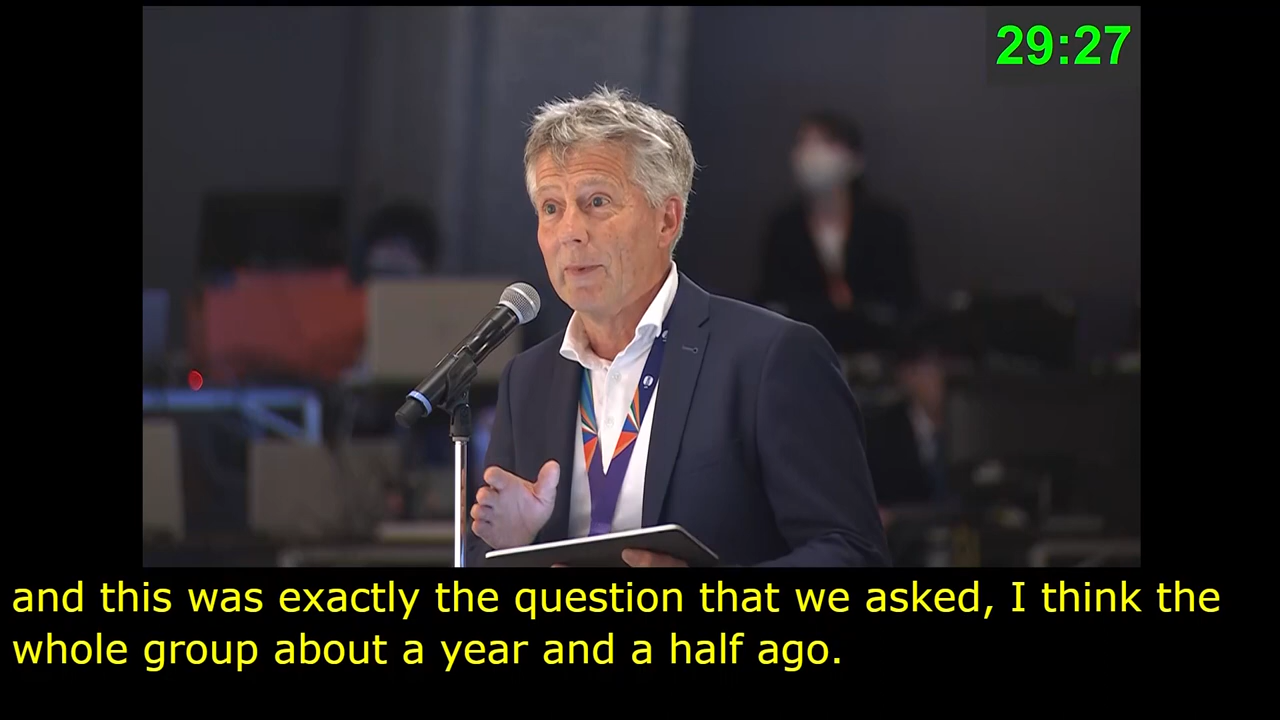 29:27
and this was exactly the question that we asked, I think the
whole group about a year and a half ago.